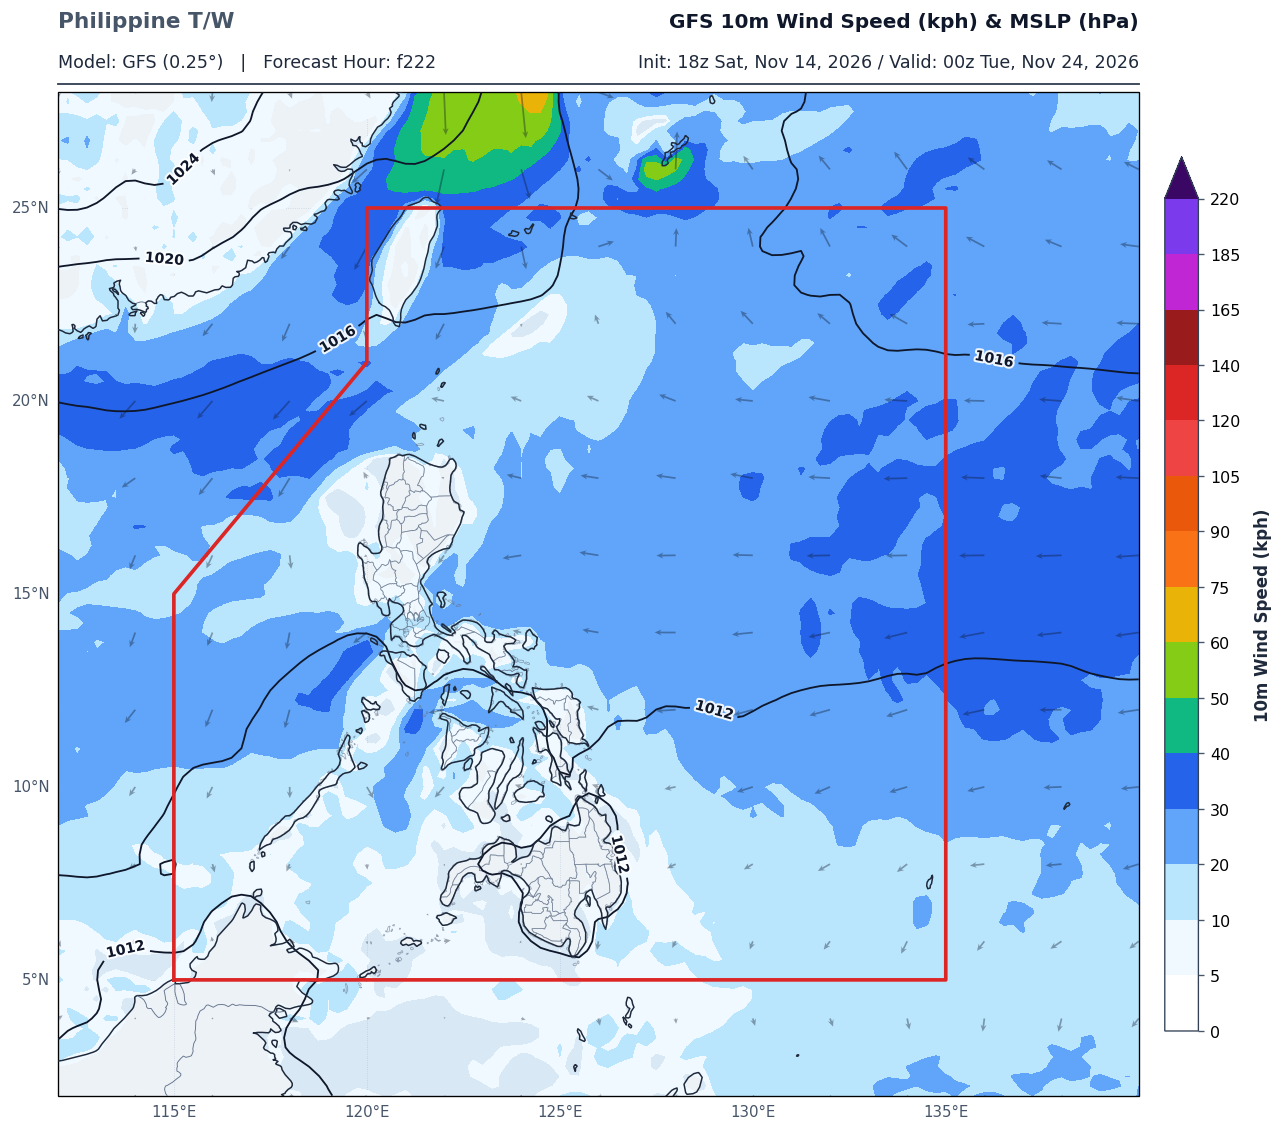 Philippine T/W
GFS 10m Wind Speed (kph) & MSLP (hPa)
Model: GFS (0.25°) | Forecast Hour: f222
Init: 18z Sat, Nov 14, 2026 / Valid: 00z Tue, Nov 24, 2026
1024
1020
1016
1016
1012
1012
1012
25°N
20°N
15°N
10°N
5°N
115°E
120°E
125°E
130°E
135°E
220
185
165
140
120
105
90
75
60
50
40
30
20
10
5
0
10m Wind Speed (kph)